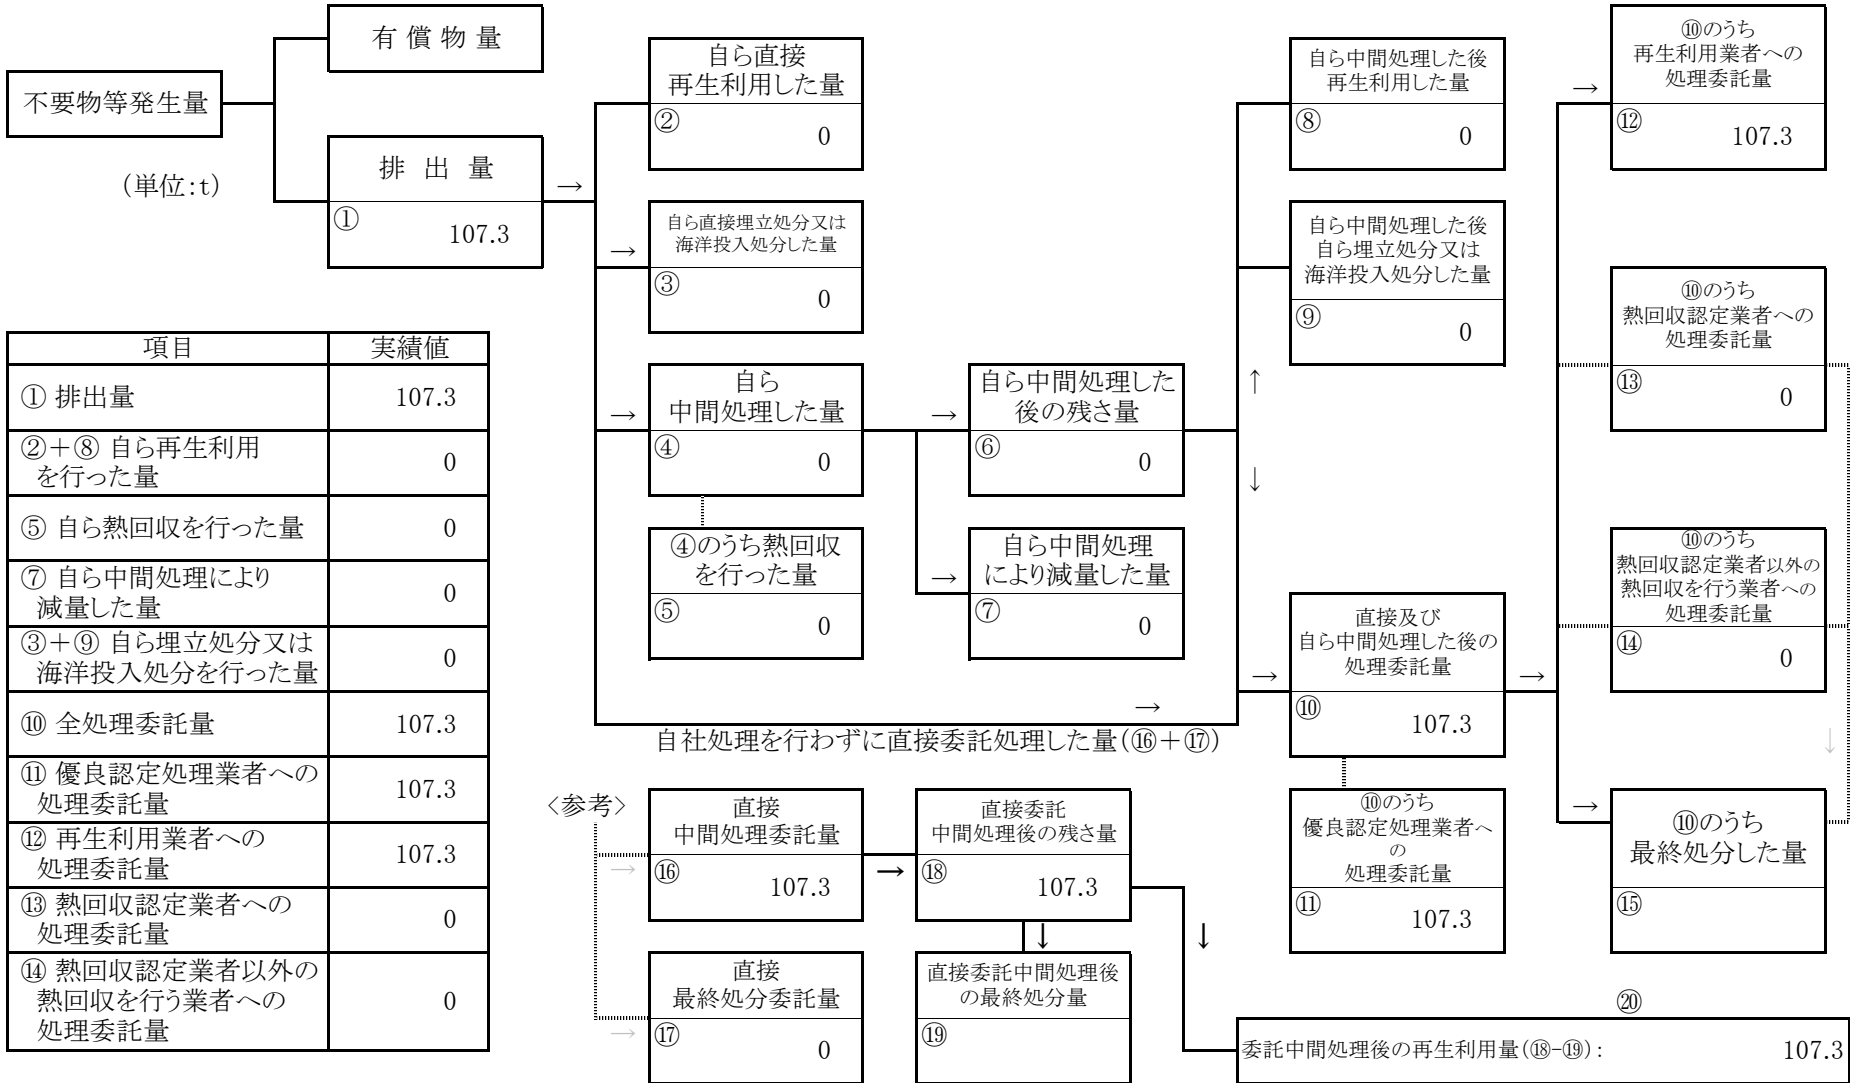 有 償 物 量
不要物等発生量
(単位:t)
排 出 量
①
107.3
→
自ら直接
再生利用した量
②
0
→
自ら直接埋立処分又は
海洋投入処分した量
③
0
→
自ら
中間処理した量
④
0
④のうち熱回収
を行った量
⑤
0
→
自ら中間処理した
後の残さ量
⑥
0
→
自ら中間処理
により減量した量
⑦
0
自ら中間処理した後
再生利用した量
⑧
0
自ら中間処理した後
自ら埋立処分又は
海洋投入処分した量
⑨
0
↑
↓
→
自社処理を行わずに直接委託処理した量(⑯+⑰)
→
直接及び
自ら中間処理した後の
処理委託量
⑩
107.3
→
⑩のうち
優良認定処理業者へ
の
処理委託量
⑪
107.3
→
⑩のうち
再生利用業者への
処理委託量
⑫
107.3
⑩のうち
熱回収認定業者への
処理委託量
⑬
0
⑩のうち
熱回収認定業者以外の
熱回収を行う業者への
処理委託量
⑭
0
↓
→
⑩のうち
最終処分した量
⑮
項目 実績値
① 排出量 107.3
②+⑧ 自ら再生利用
を行った量 0
⑤ 自ら熱回収を行った量 0
⑦ 自ら中間処理により
減量した量 0
③+⑨ 自ら埋立処分又は
海洋投入処分を行った量 0
⑩ 全処理委託量 107.3
⑪ 優良認定処理業者への
処理委託量 107.3
⑫ 再生利用業者への
処理委託量 107.3
⑬ 熱回収認定業者への
処理委託量 0
⑭ 熱回収認定業者以外の
熱回収を行う業者への
処理委託量 0
<参考>
→
直接
中間処理委託量
⑯
107.3
→
直接委託
中間処理後の残さ量
⑱
107.3
↓
↓
→
直接
最終処分委託量
⑰
0
直接委託中間処理後
の最終処分量
⑲
⑳
委託中間処理後の再生利用量(⑱-⑲): 107.3